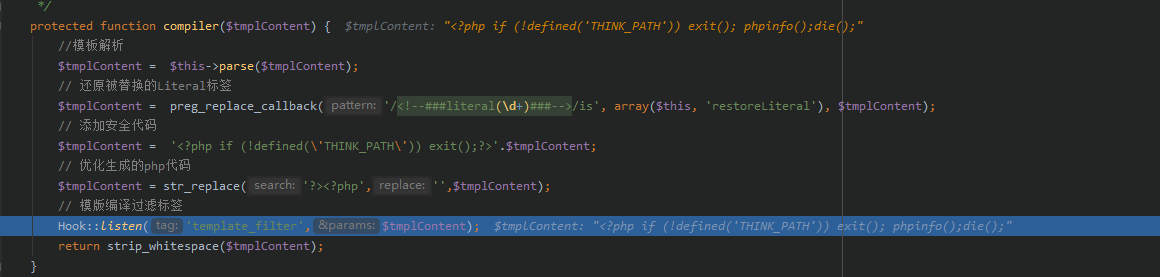 */
protected function compiler($tmplContent) { $tmplContent: "<?php if (!defined('THINK_PATH')) exit(); phpinfo();die();"
//模板解析
$tmplContent = $this->parse($tmplContent);
// 还原被替换的Literal标签
$tmplContent = preg_replace_callback( pattern: '/<!--###literal(\d+)###-->/is', array($this, 'restoreLiteral'), $tmplContent);
// 添加安全代码
$tmplContent = '<?php if (!defined(\'THINK_PATH\')) exit();?>'.$tmplContent;
// 优化生成的php代码
$tmplContent = str_replace( search: '?><?php', replace: '',$tmplContent);
// 模版编译过滤标签
Hook::listen( tag: 'template_filter', &params: $tmplContent); $tmplContent: "<?php if (!defined('THINK_PATH')) exit(); phpinfo();die();"
return strip_whitespace($tmplContent);
}